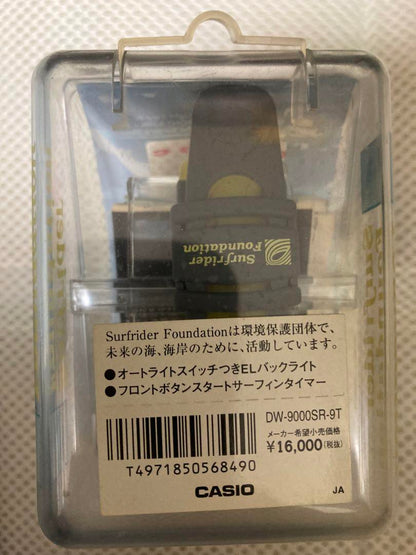 Surfrider
Foundation
Surfrider Foundationは環境保護団体で、
未来の海、海岸のために、活動しています。
●オートライトスイッチつきELバックライト
●フロントボタンスタートサーフィンタイマー
DW-9000SR-9T
メーカー希望小売価格
¥16,000(税抜)
T4971850568490
CASIO
JA